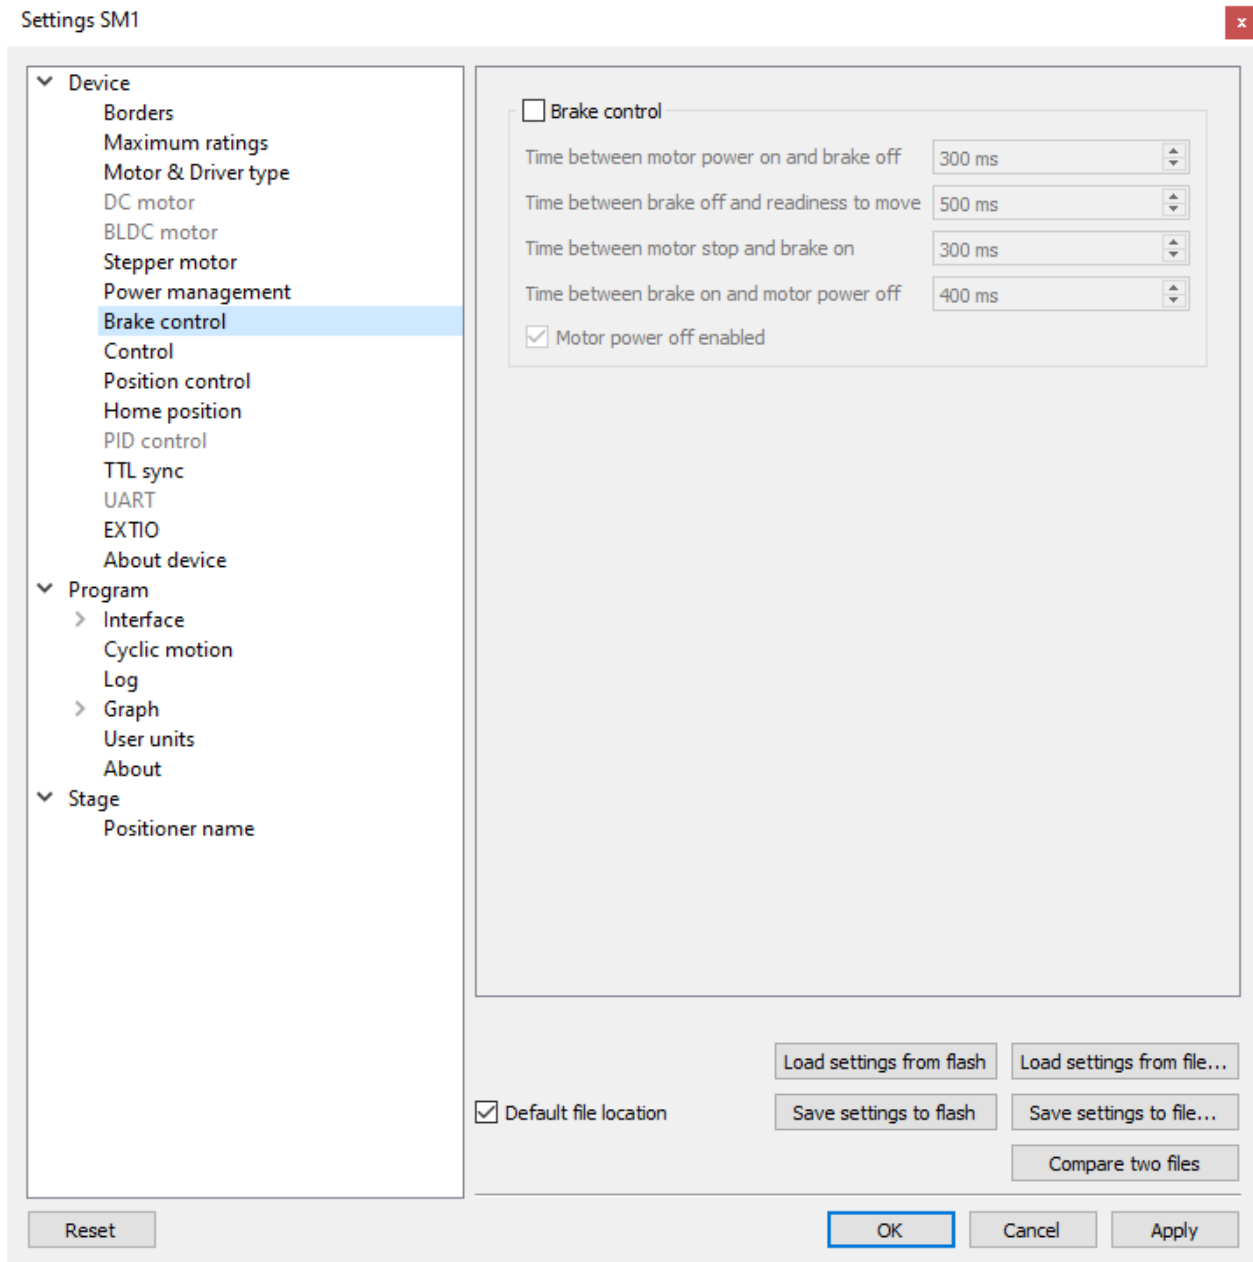 Settings SM1
x
Device
Borders
Maximum ratings
Motor & Driver type
DC motor
BLDC motor
Stepper motor
Power management
Brake control
Control
Position control
Home position
PID control
TTL sync
UART
EXTIO
About device
Program
Interface
Cyclic motion
Log
Graph
User units
About
Stage
Positioner name
Brake control
Time between motor power on and brake off 300 ms
Time between brake off and readiness to move 500 ms
Time between motor stop and brake on 300 ms
Time between brake on and motor power off 400 ms
Motor power off enabled
Load settings from flash Load settings from file...
Default file location Save settings to flash Save settings to file...
Compare two files
Reset OK Cancel Apply